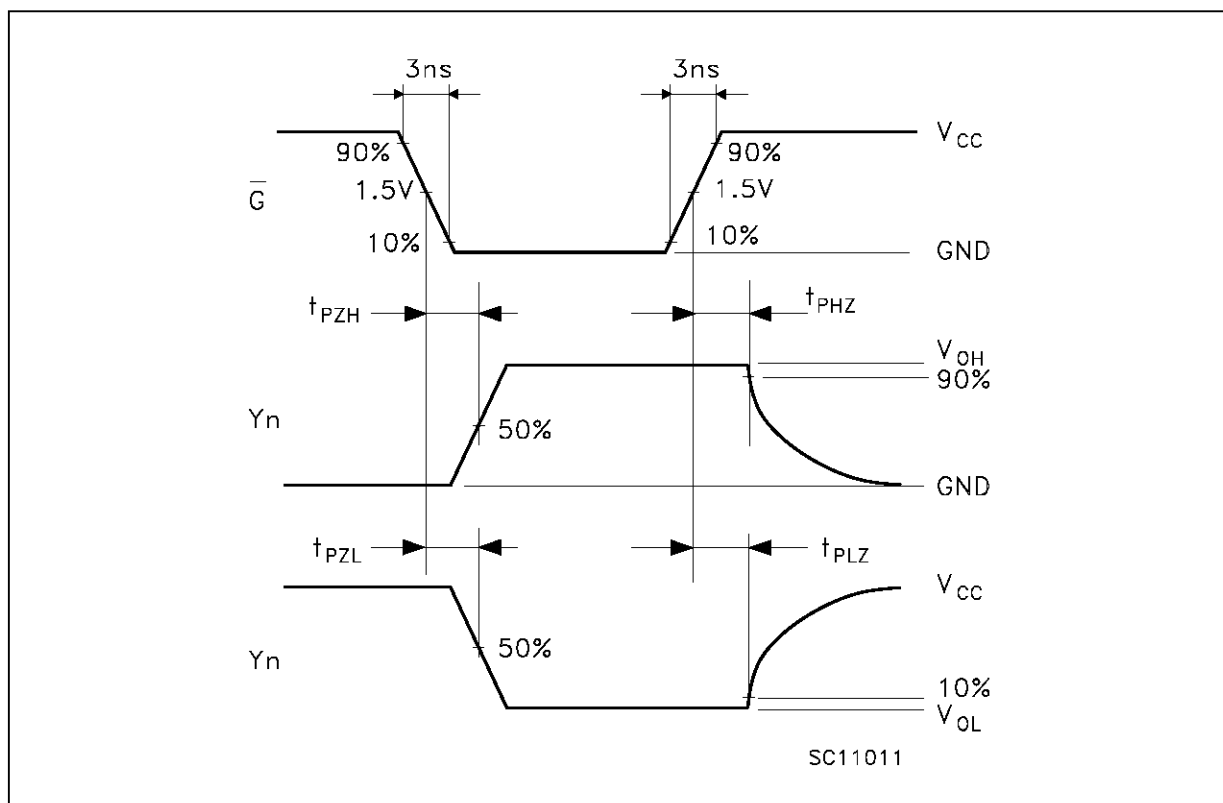 3ns 3ns
V_CC
90% 90%
G̅ 1.5V 1.5V
10% 10%
GND
t_PZH t_PHZ
V_OH
90%
Yn 50%
GND
t_PZL t_PLZ
V_CC
Yn 50%
10%
V_OL
SC11011